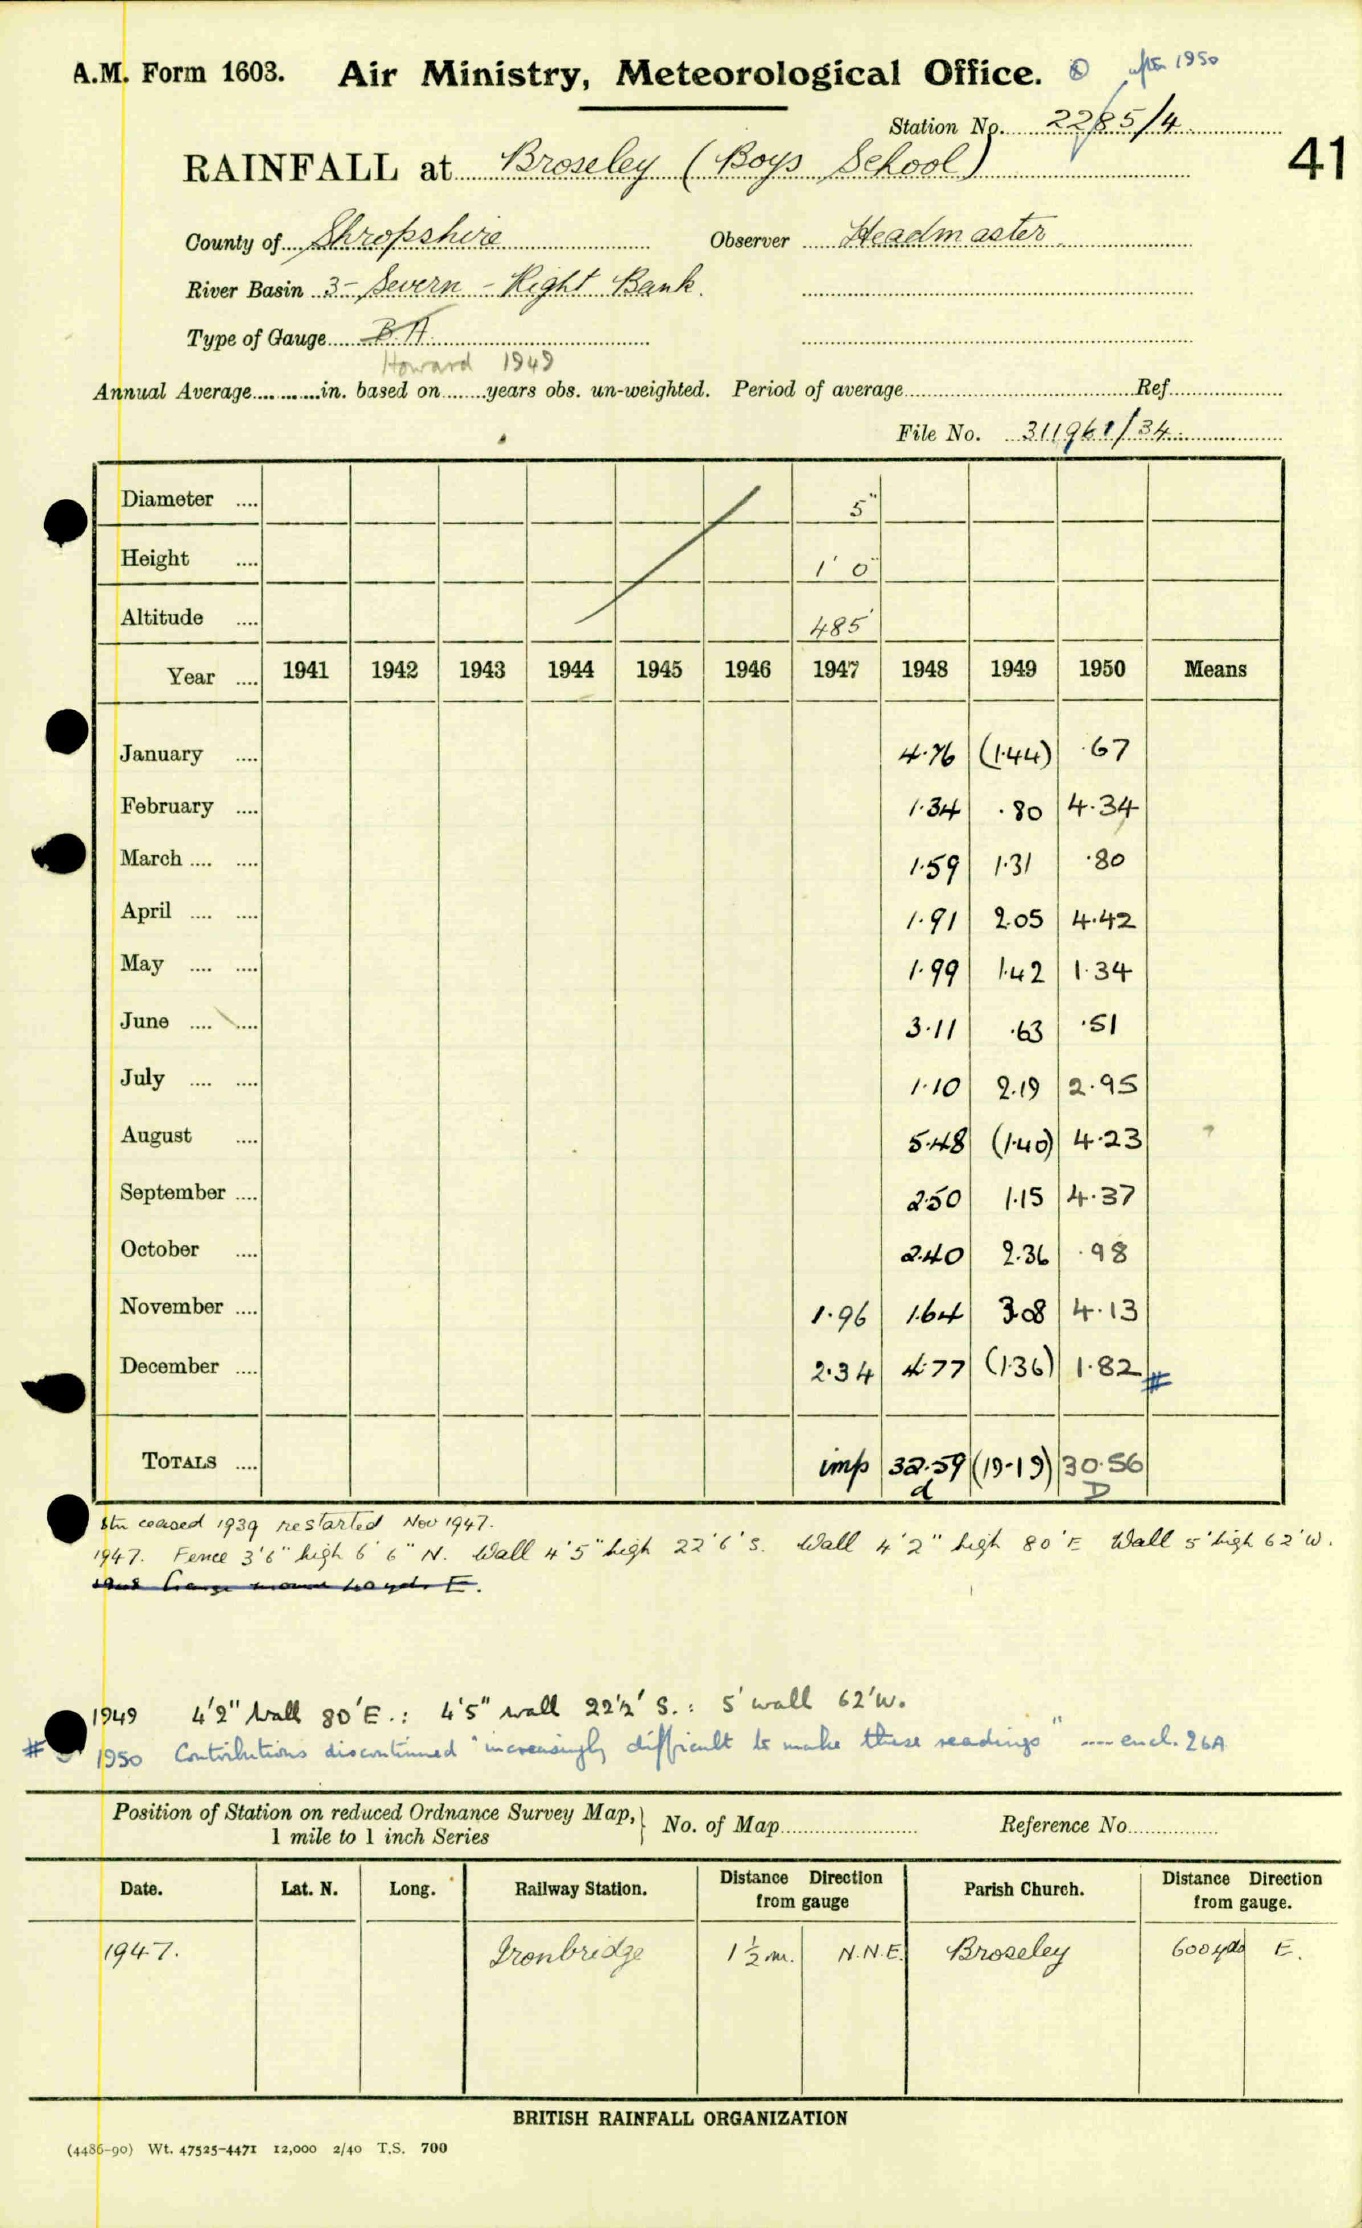 A.M. Form 1603. Air Ministry, Meteorological Office. after 1950
Station No. 2285/4
41
RAINFALL at Broseley (Boys School)
County of Shropshire Observer Headmaster
River Basin 3- Severn - Right Bank.
Type of Gauge B.A.
Howard 1949
Annual Average............in. based on........years obs. un-weighted. Period of average........Ref........
File No. 311961/34
Diameter .... 5"
Height .... 1' 0"
Altitude .... 485'
Year .... 1941 1942 1943 1944 1945 1946 1947 1948 1949 1950 Means
January .... 4.76 (1.44) .67
February .... 1.34 .80 4.34
March .... .... 1.59 1.31 .80
April .... .... 1.91 2.05 4.42
May .... .... 1.99 1.42 1.34
June .... .... 3.11 .63 .51
July .... .... 1.10 2.19 2.95
August .... 5.48 (1.40) 4.23
September .... 2.50 1.15 4.37
October .... 2.40 2.36 .98
November .... 1.96 1.64 3.08 4.13
December .... 2.34 4.77 (1.36) 1.82 #
TOTALS .... imp 32.59 (19.19) 30.56
d D
Stn ceased 1939 restarted Nov 1947.
1947. Fence 3'6" high 6'6" N. Wall 4'5" high 22'6' S. Wall 4'2" high 80'E Wall 5' high 62'W.
1949 4'2" wall 80'E.: 4'5" wall 22½' S.: 5' wall 62'W.
# 1950 Contributions discontinued "increasingly difficult to make these readings" ---- encl. 26A
Position of Station on reduced Ordnance Survey Map, } No. of Map........ Reference No........
1 mile to 1 inch Series
Date. Lat. N. Long. Railway Station. Distance Direction from gauge Parish Church. Distance Direction from gauge.
1947. Ironbridge 1½ m. N.N.E. Broseley 600 yds E.
BRITISH RAINFALL ORGANIZATION
(4486-90) Wt. 47525-4471 12,000 2/40 T.S. 700